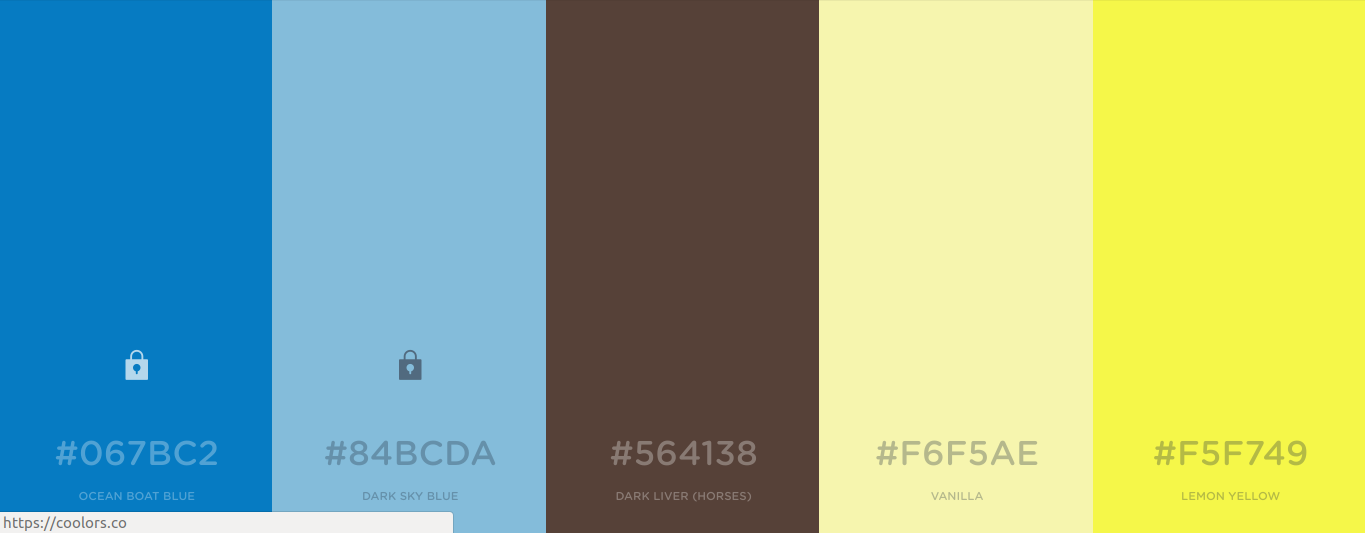 #067BC2
OCEAN BOAT BLUE
#84BCDA
DARK SKY BLUE
#564138
DARK LIVER (HORSES)
#F6F5AE
VANILLA
#F5F749
LEMON YELLOW
https://coolors.co